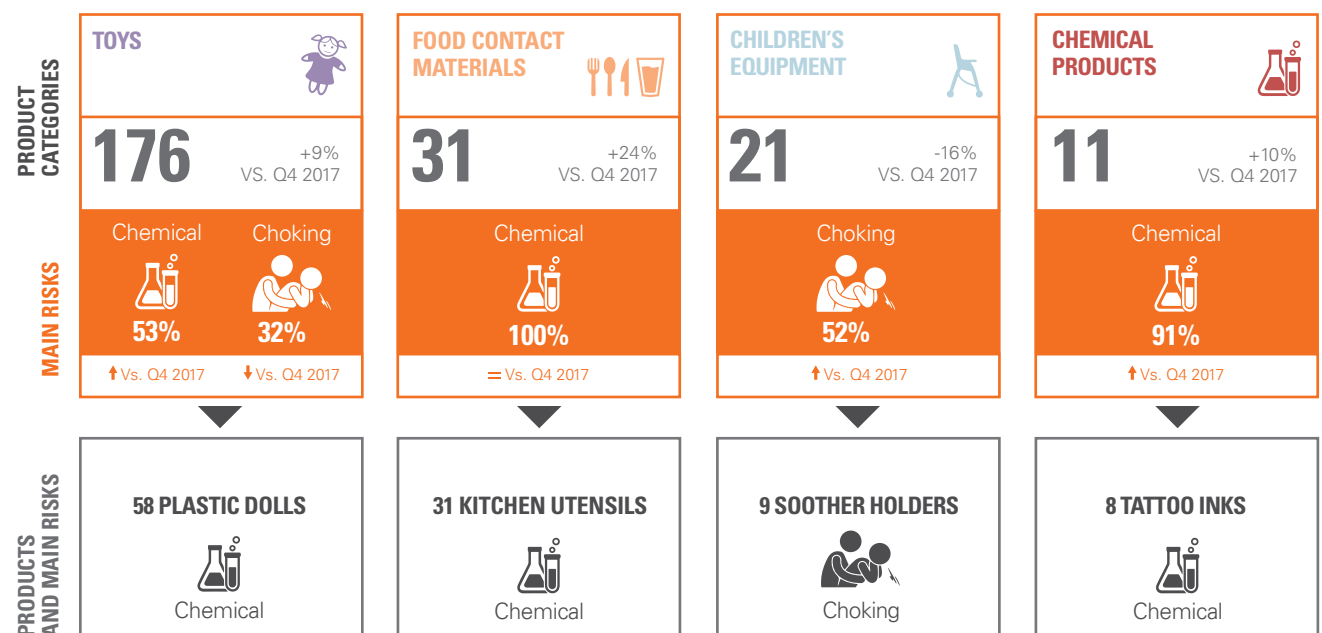 PRODUCT
CATEGORIES
TOYS
176
+9%
VS. Q4 2017
FOOD CONTACT
MATERIALS
31
+24%
VS. Q4 2017
CHILDREN'S
EQUIPMENT
21
-16%
VS. Q4 2017
CHEMICAL
PRODUCTS
11
+10%
VS. Q4 2017
MAIN RISKS
Chemical
53%
Vs. Q4 2017
Choking
32%
Vs. Q4 2017
Chemical
100%
= Vs. Q4 2017
Choking
52%
Vs. Q4 2017
Chemical
91%
Vs. Q4 2017
PRODUCTS
AND MAIN RISKS
58 PLASTIC DOLLS
Chemical
31 KITCHEN UTENSILS
Chemical
9 SOOTHER HOLDERS
Choking
8 TATTOO INKS
Chemical